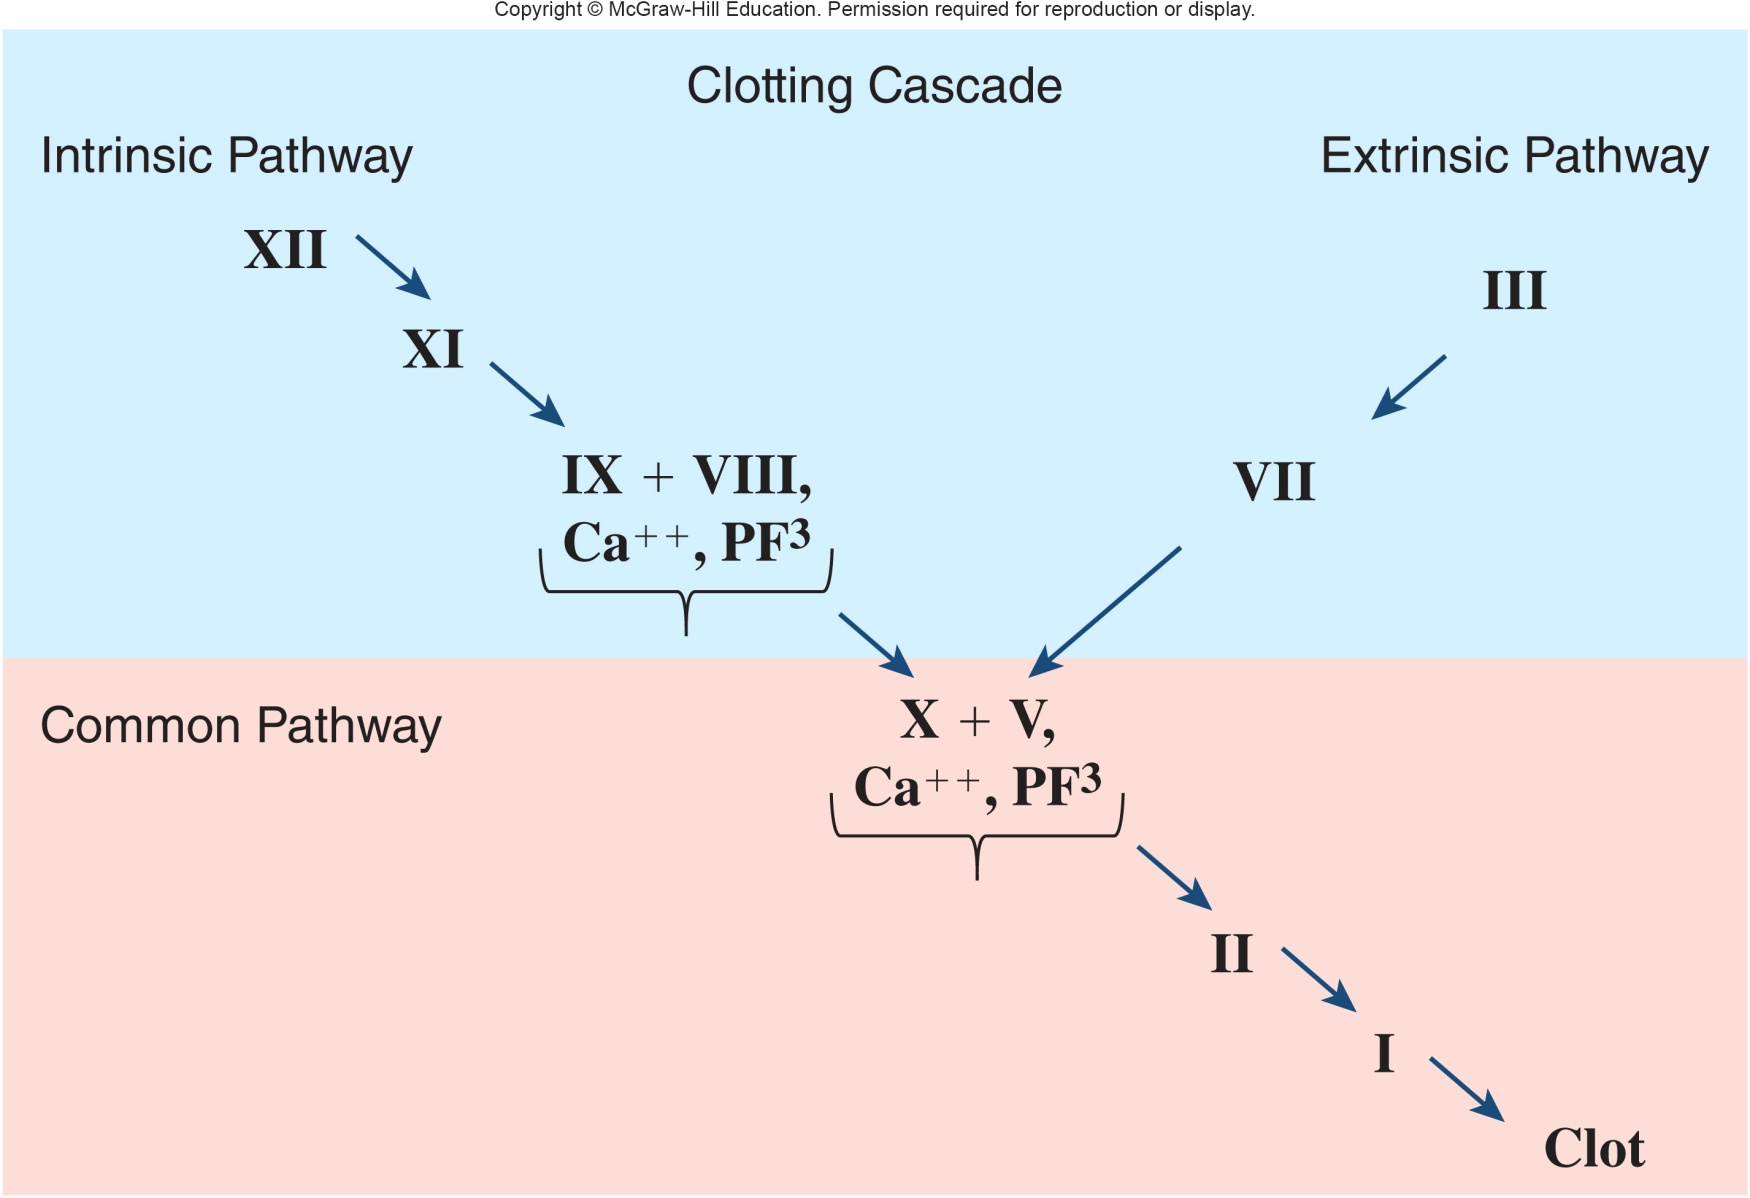 Copyright © McGraw-Hill Education. Permission required for reproduction or display.
Clotting Cascade
Intrinsic Pathway
Extrinsic Pathway
XII
III
XI
IX + VIII,
Ca⁺⁺, PF³
VII
Common Pathway
X + V,
Ca⁺⁺, PF³
II
I
Clot